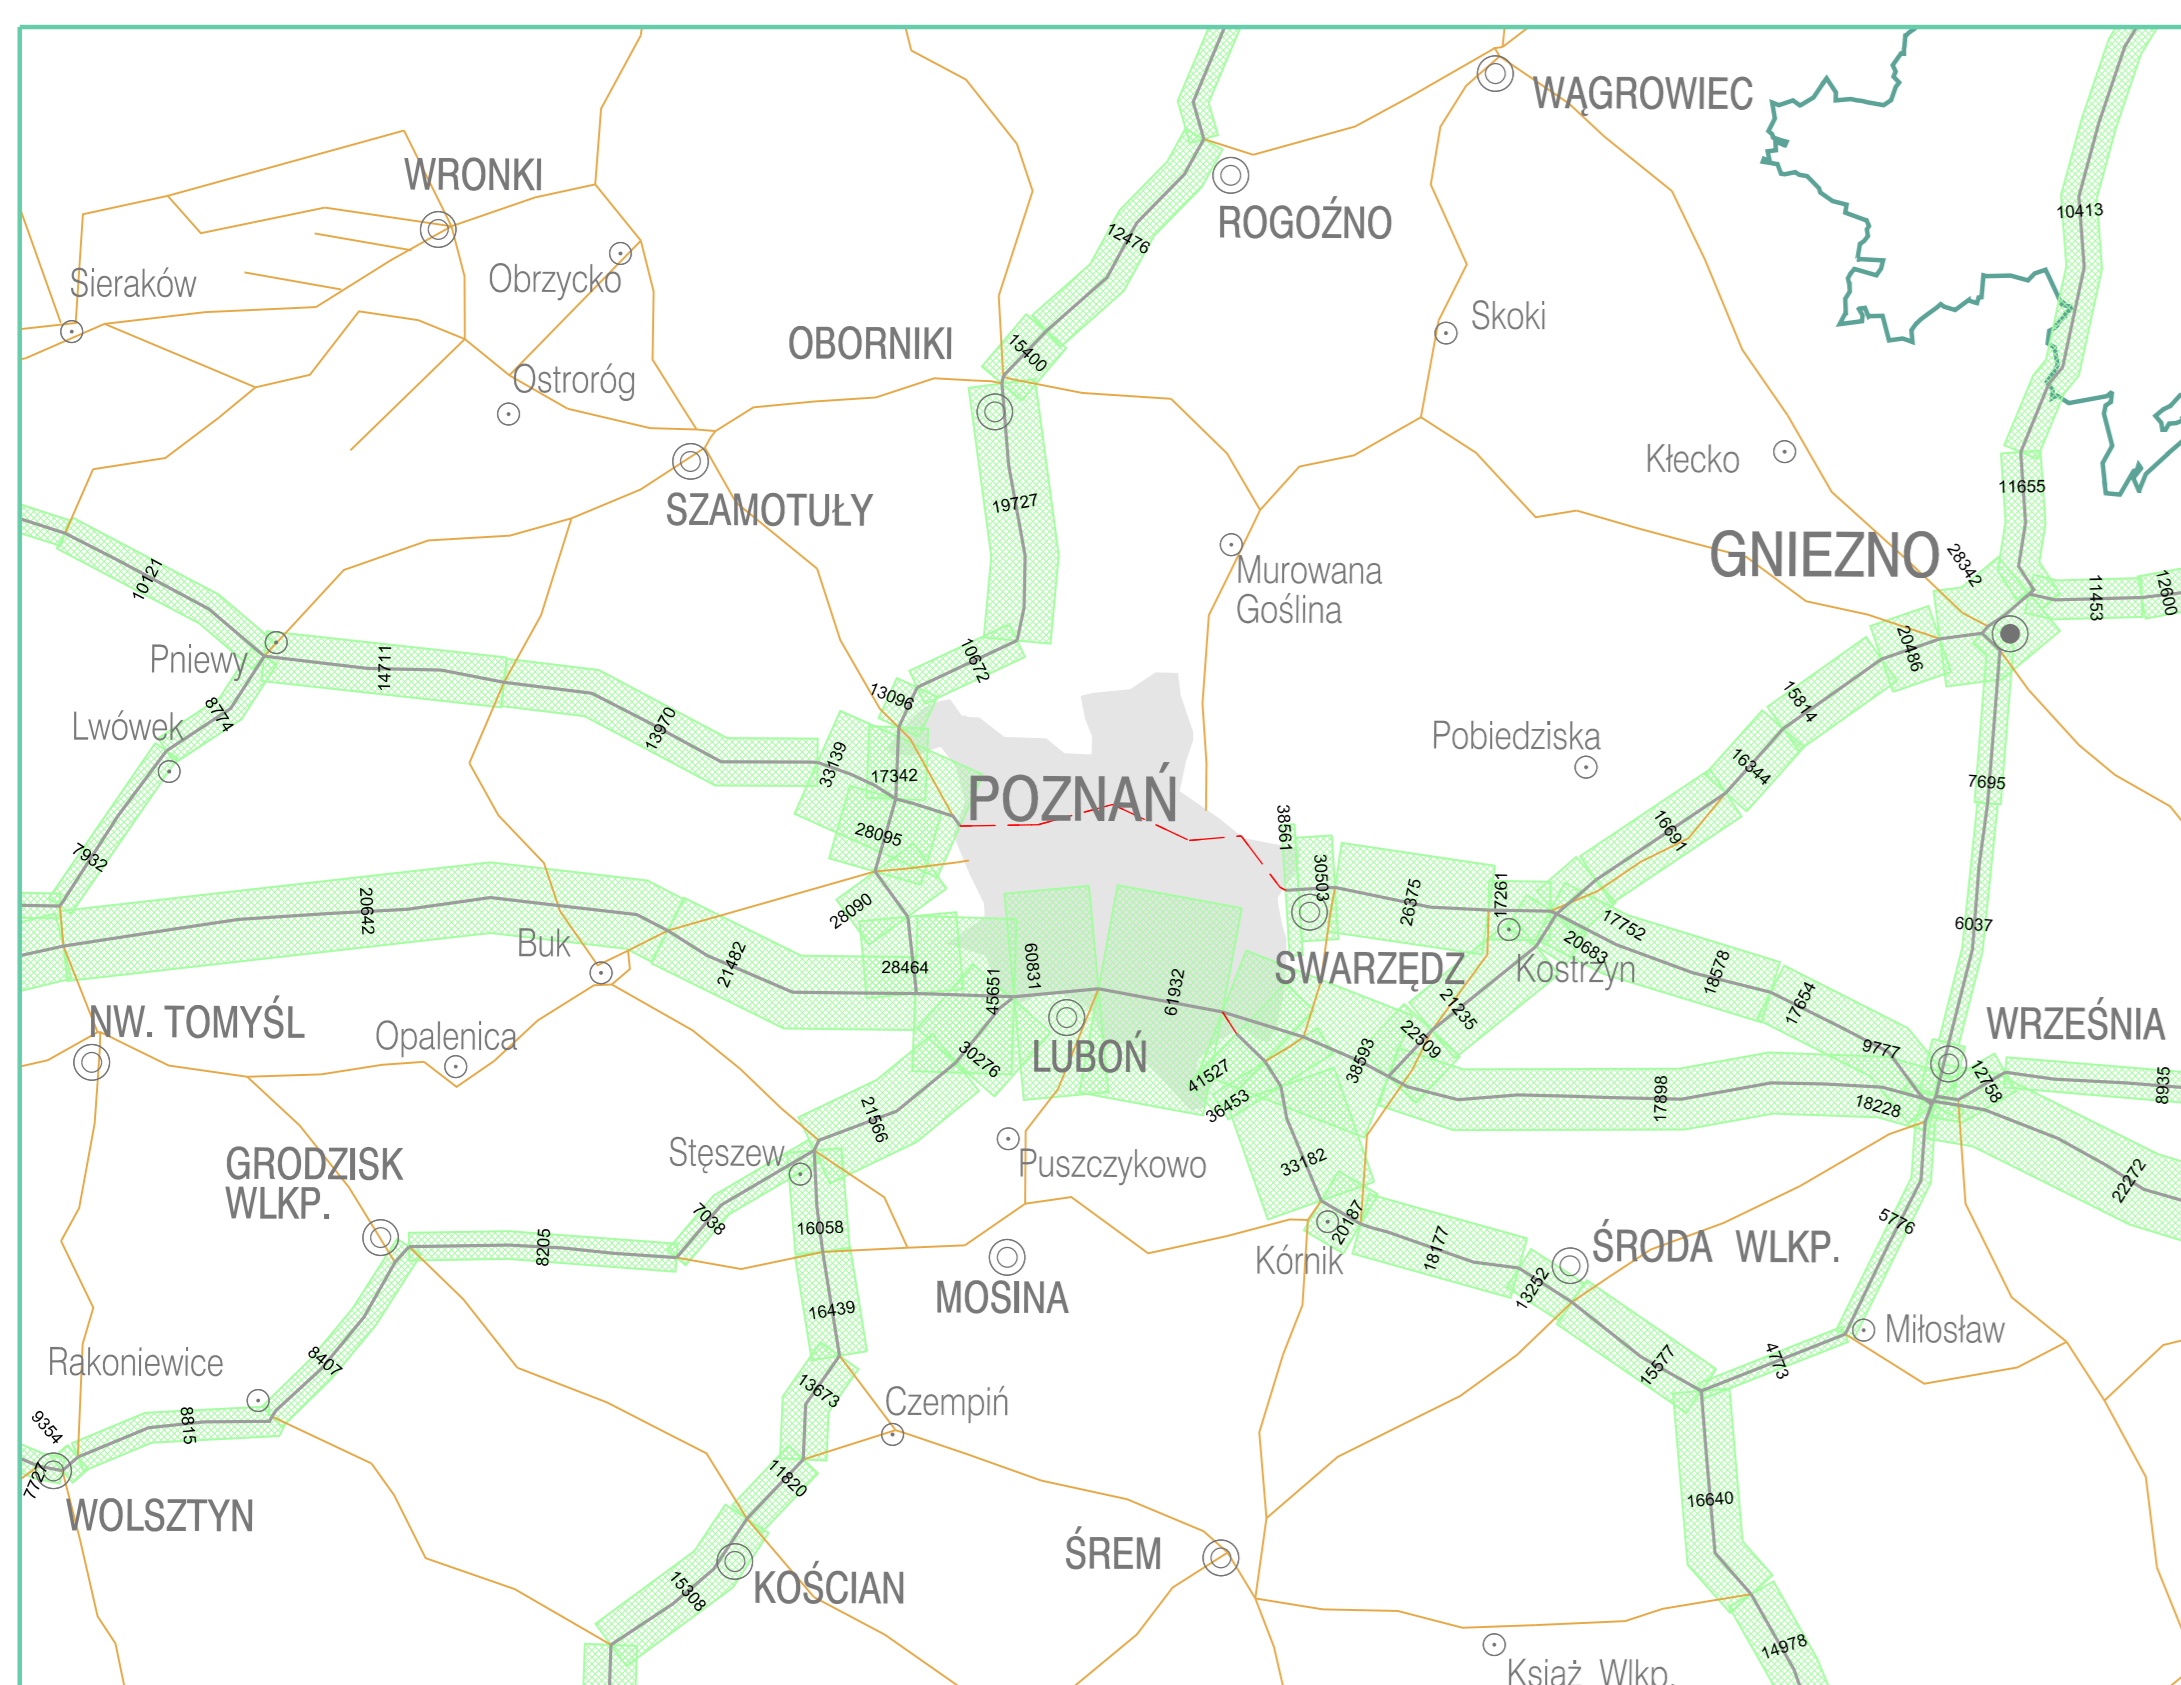 WĄGROWIEC
WRONKI
ROGOŹNO
10413
12476
Sieraków
Obrzycko
Skoki
OBORNIKI
15400
Ostroróg
Kłecko
11655
SZAMOTUŁY
19727
GNIEZNO
28342
10121
Murowana
Goślina
11453
12600
Pniewy
14711
10672
20486
8774
13096
15814
Lwówek
13970
33139
17342
Pobiedziska
16344
7695
POZNAŃ
7932
28095
38561
16691
30503
20642
28090
26375
17261
17752
6037
Buk
21482
28464
45651
60831
61932
SWARZĘDZ
20683
Kostrzyn
18578
17654
NW. TOMYŚL
Opalenica
21235
WRZEŚNIA
30276
LUBOŃ
22509
38593
9777
41527
36453
12758
8935
21566
17898
18228
Stęszew
Puszczykowo
33182
GRODZISK
WLKP.
22272
7038
16058
20187
5776
8205
Kórnik
18177
ŚRODA WLKP.
MOSINA
13252
16439
Miłosław
Rakoniewice
8407
13673
15577
4773
Czempiń
9354
8815
7727
11820
16640
WOLSZTYN
ŚREM
15308
KOŚCIAN
14978
Książ Wlkp.